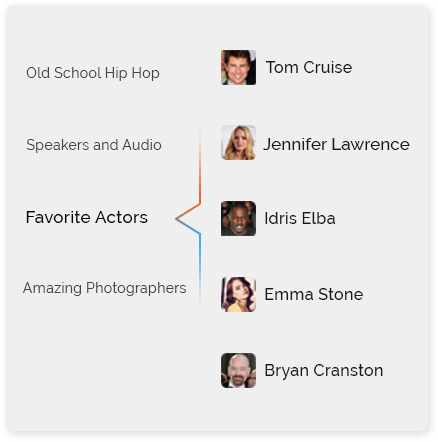 Old School Hip Hop
Speakers and Audio
Favorite Actors
Amazing Photographers
Tom Cruise
Jennifer Lawrence
Idris Elba
Emma Stone
Bryan Cranston